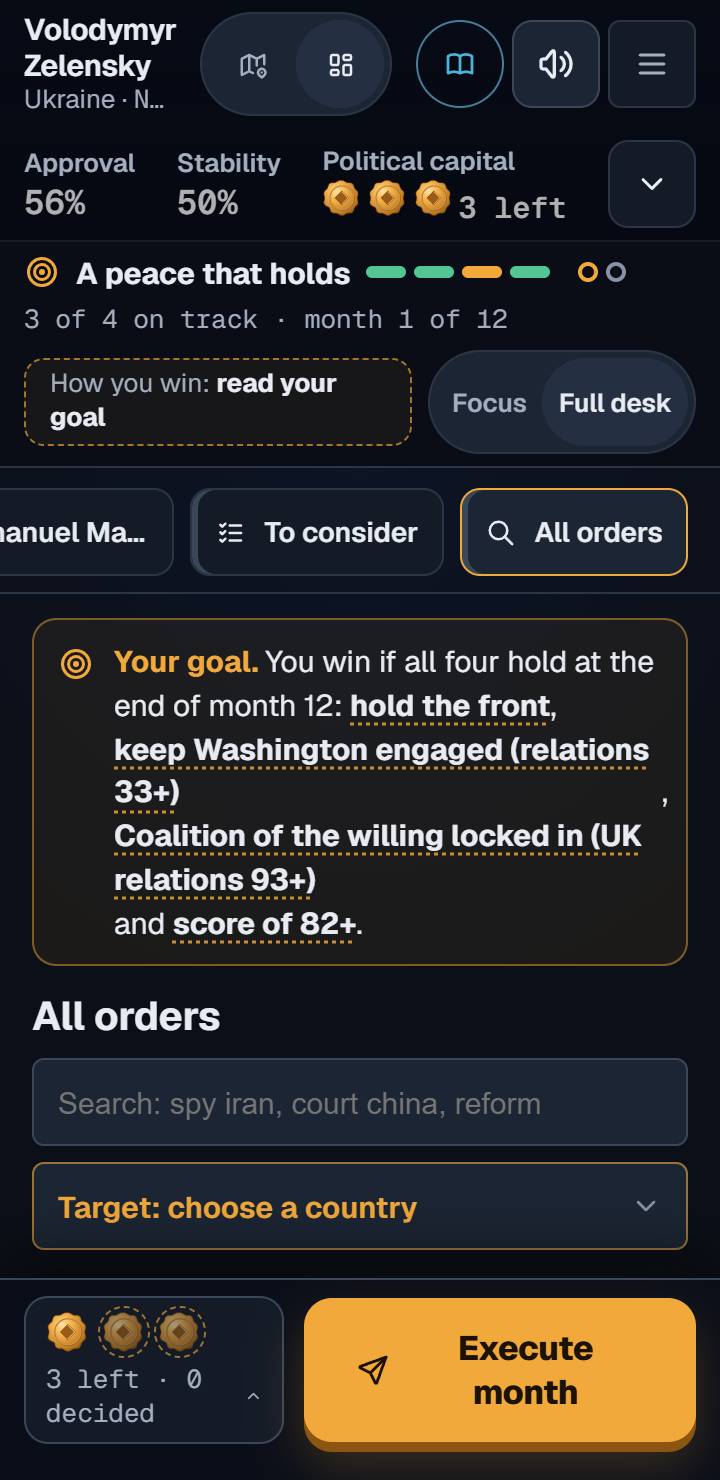 Volodymyr
Zelensky
Ukraine · N...
Approval
56%
Stability
50%
Political capital
3 left
A peace that holds
3 of 4 on track · month 1 of 12
How you win: read your
goal
Focus
Full desk
anuel Ma...
To consider
All orders
Your goal. You win if all four hold at the
end of month 12: hold the front,
keep Washington engaged (relations
33+) ,
Coalition of the willing locked in (UK
relations 93+)
and score of 82+.
All orders
Search: spy iran, court china, reform
Target: choose a country
3 left · 0
decided
Execute
month